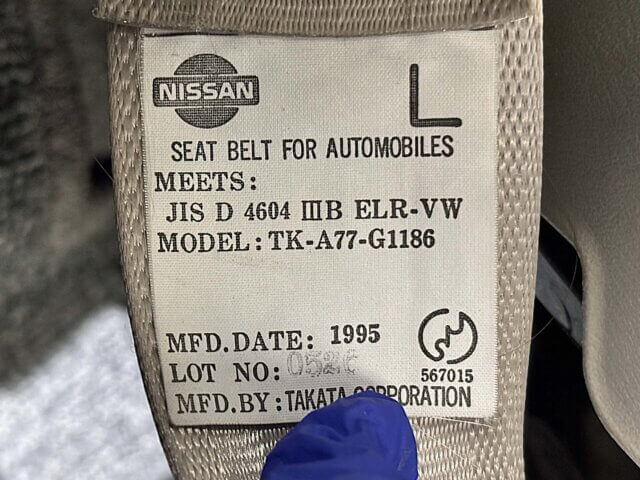 NISSAN
L
SEAT BELT FOR AUTOMOBILES
MEETS:
JIS D 4604 ⅢB ELR-VW
MODEL:TK-A77-G1186
MFD.DATE: 1995
LOT NO:
567015
MFD.BY:TAKATA CORPORATION